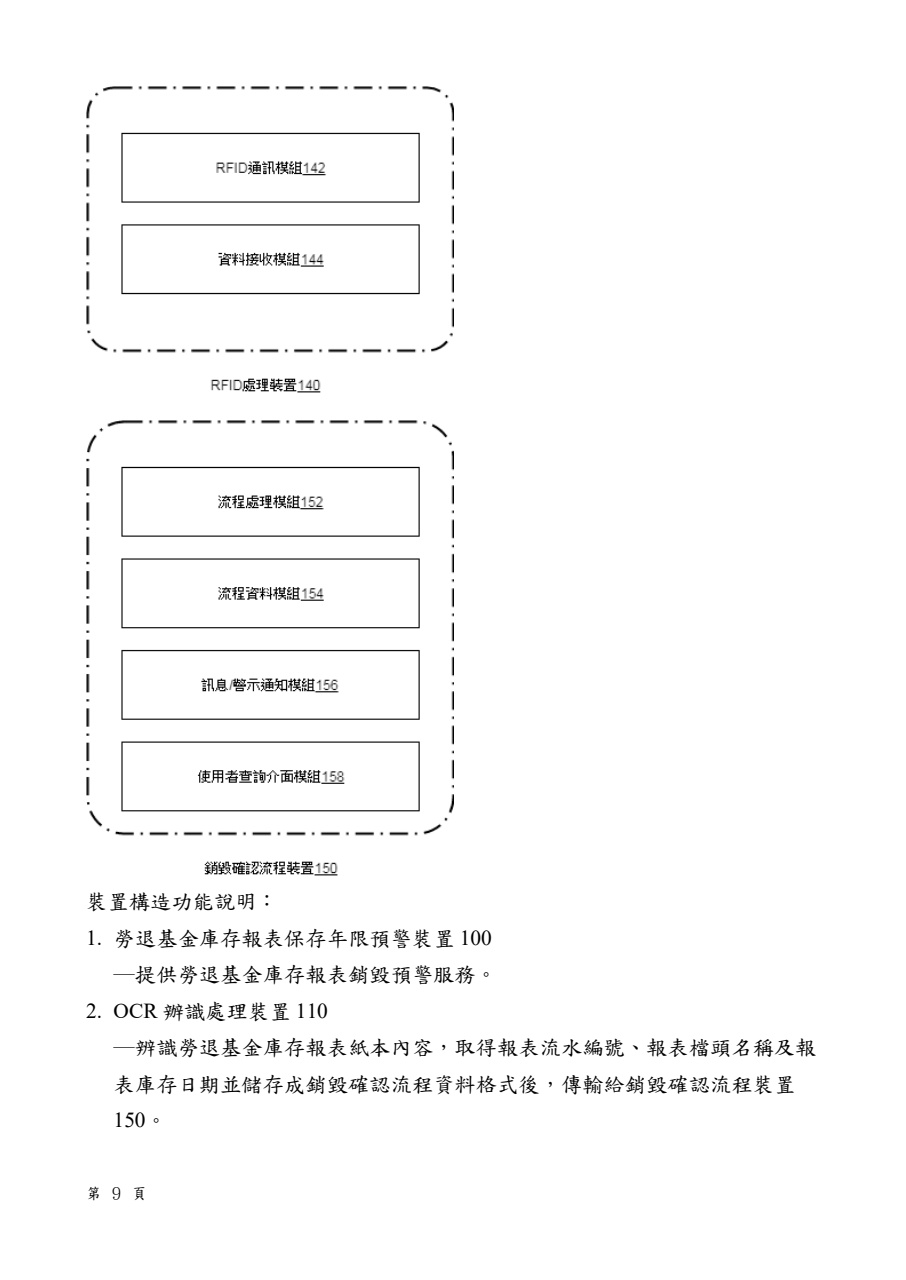 RFID通訊模組142
資料接收模組144
RFID處理裝置140
流程處理模組152
流程資料模組154
訊息/警示通知模組156
使用者查詢介面模組158
銷毀確認流程裝置150
裝置構造功能說明：
1. 勞退基金庫存報表保存年限預警裝置 100
—提供勞退基金庫存報表銷毀預警服務。
2. OCR 辨識處理裝置 110
—辨識勞退基金庫存報表紙本內容，取得報表流水編號、報表檔頭名稱及報
表庫存日期並儲存成銷毀確認流程資料格式後，傳輸給銷毀確認流程裝置
150。
第 9 頁